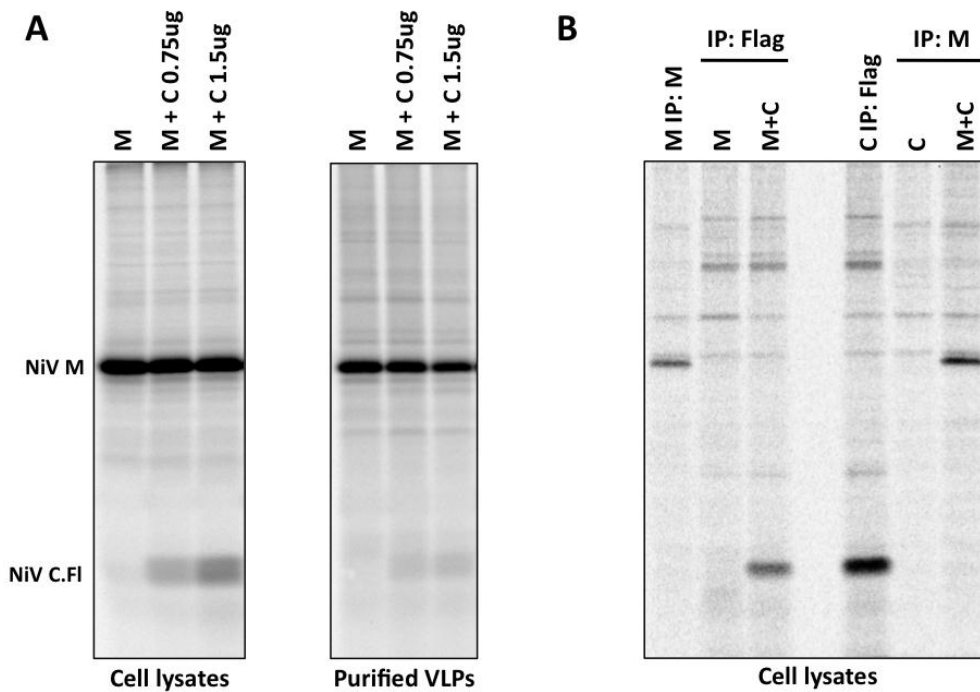 A
M
M + C 0.75ug
M + C 1.5ug
M
M + C 0.75ug
M + C 1.5ug
NiV M
NiV C.Fl
Cell lysates
Purified VLPs
B
IP: Flag
IP: M
M IP: M
M
M+C
C IP: Flag
C
M+C
Cell lysates